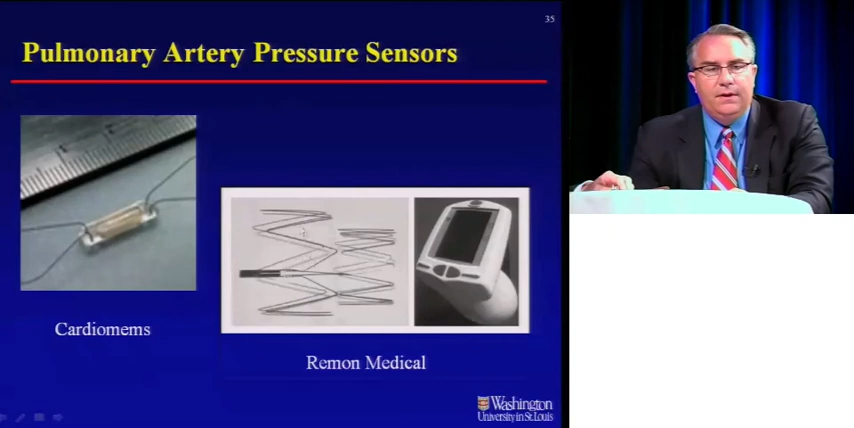 35
Pulmonary Artery Pressure Sensors
Cardiomems
Remon Medical
Washington
University in St. Louis